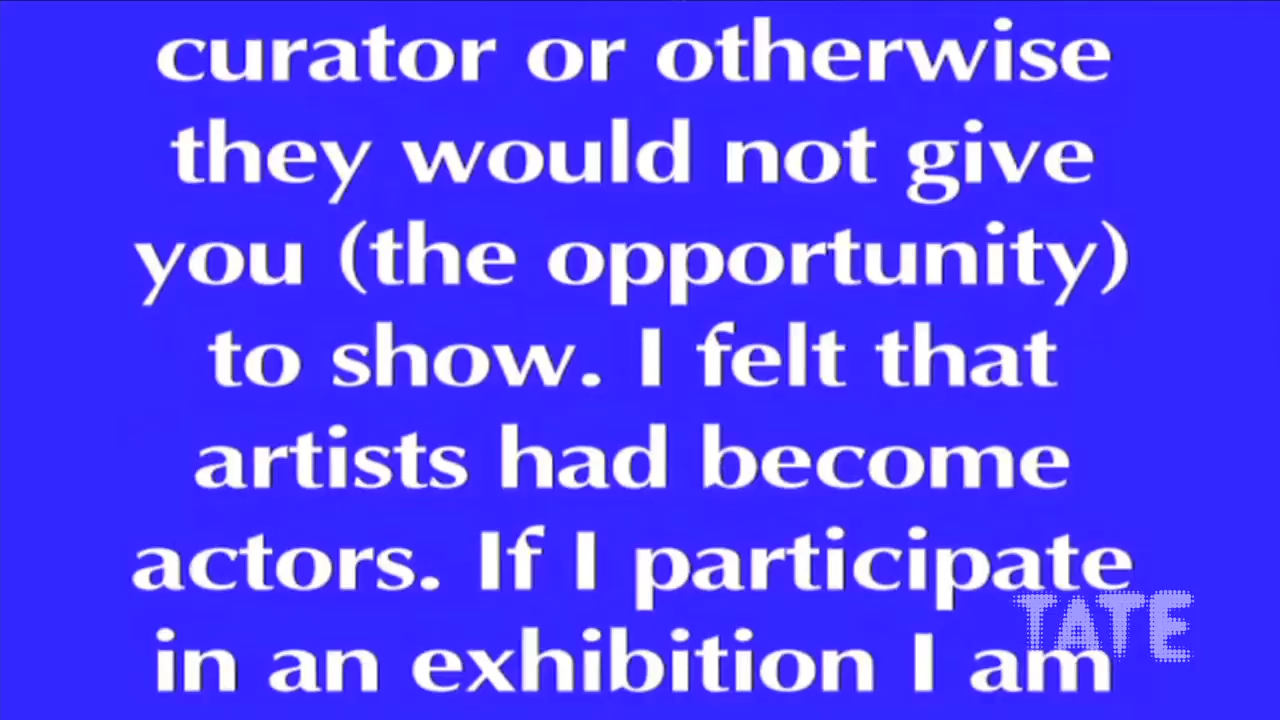 curator or otherwise
they would not give
you (the opportunity)
to show. I felt that
artists had become
actors. If I participate
in an exhibition I am
TATE